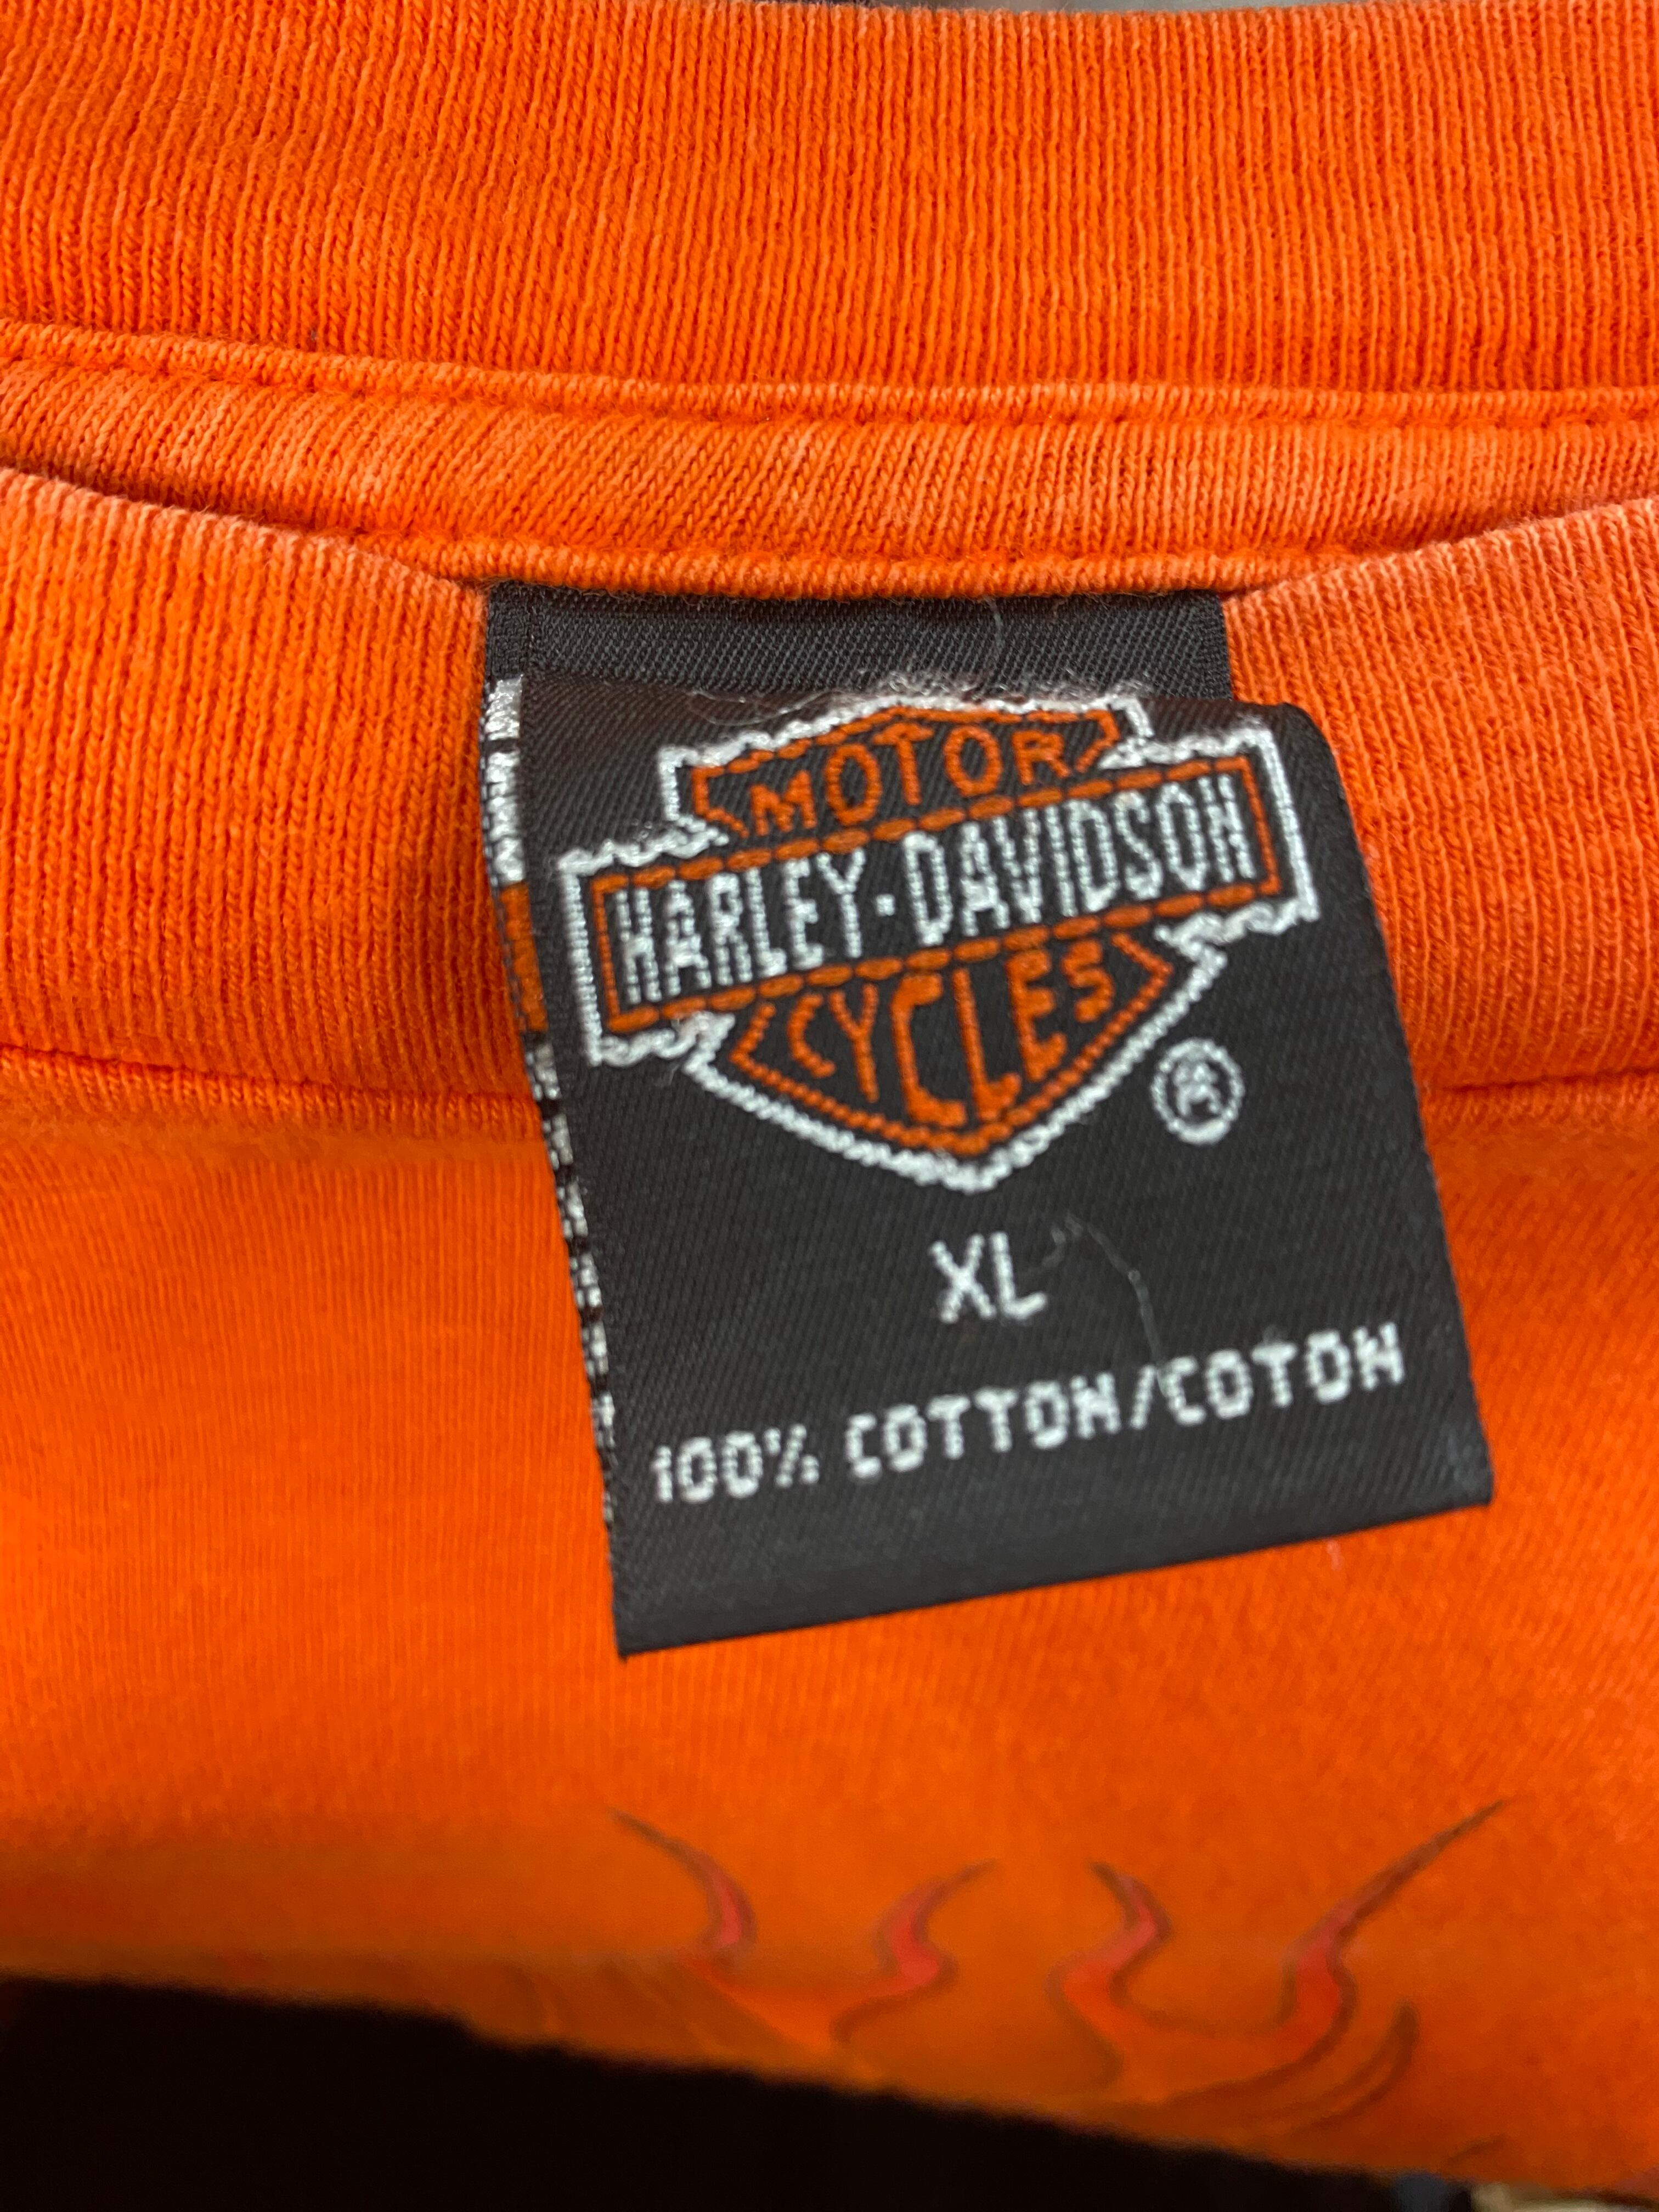 MOTOR
HARLEY-DAVIDSON
CYCLES
®
XL
100% COTTON/COTON